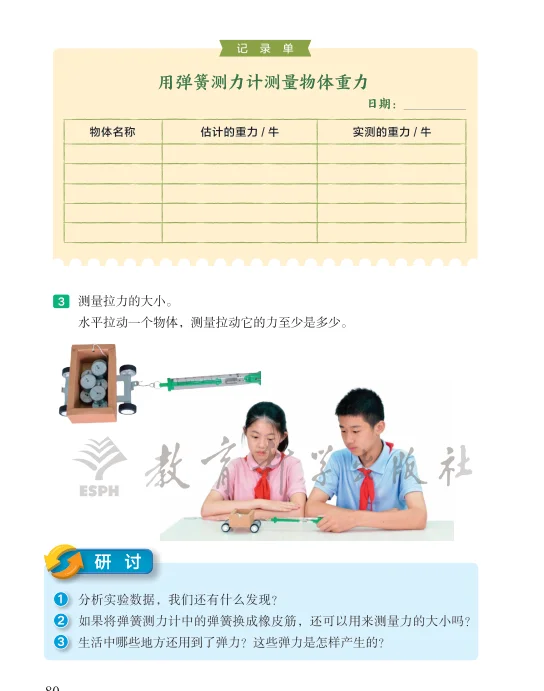 记录单
用弹簧测力计测量物体重力
日期：
物体名称 估计的重力 / 牛 实测的重力 / 牛
3 测量拉力的大小。
水平拉动一个物体，测量拉动它的力至少是多少。
教育科学出版社
ESPH
研讨
1 分析实验数据，我们还有什么发现？
2 如果将弹簧测力计中的弹簧换成橡皮筋，还可以用来测量力的大小吗？
3 生活中哪些地方还用到了弹力？这些弹力是怎样产生的？